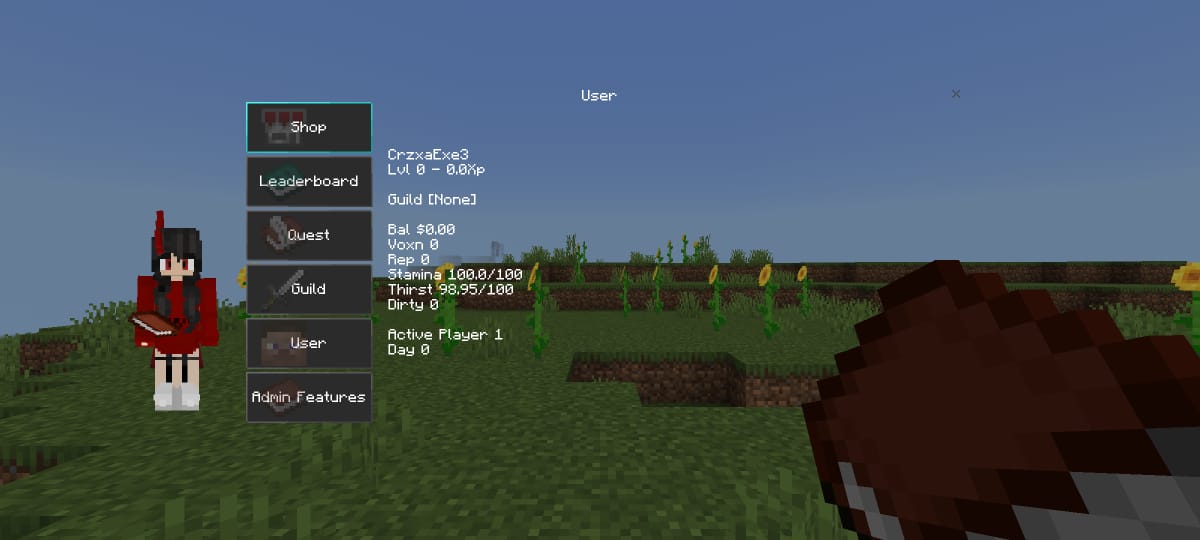 User
×
Shop
Leaderboard
Quest
Guild
User
Admin Features
CrzxaExe3
Lvl 0 - 0.0Xp
Guild [None]
Bal $0.00
Voxn 0
Rep 0
Stamina 100.0/100
Thirst 98.95/100
Dirty 0
Active Player 1
Day 0